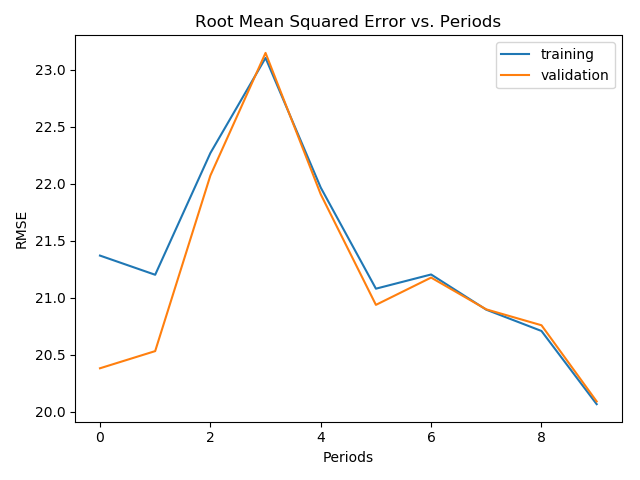 Root Mean Squared Error vs. Periods
training
validation
RMSE
23.0
22.5
22.0
21.5
21.0
20.5
20.0
0 2 4 6 8
Periods